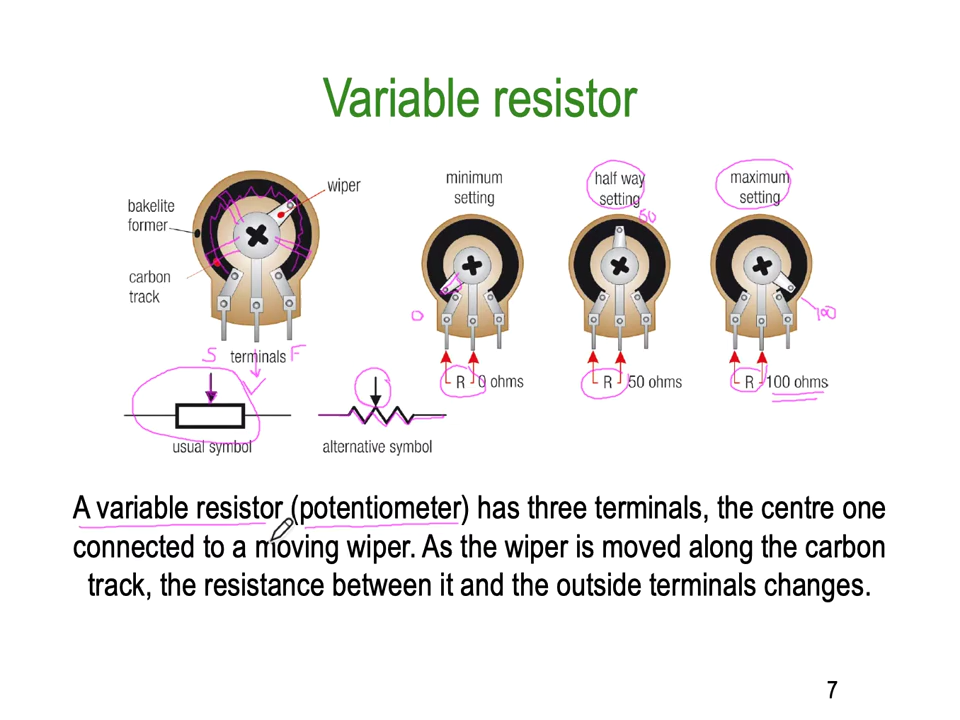 Variable resistor
bakelite
former
carbon
track
wiper
terminals
S
F
usual symbol
alternative symbol
minimum
setting
0
R 0 ohms
half way
setting
50
R 50 ohms
maximum
setting
100
R 100 ohms
A variable resistor (potentiometer) has three terminals, the centre one
connected to a moving wiper. As the wiper is moved along the carbon
track, the resistance between it and the outside terminals changes.
7